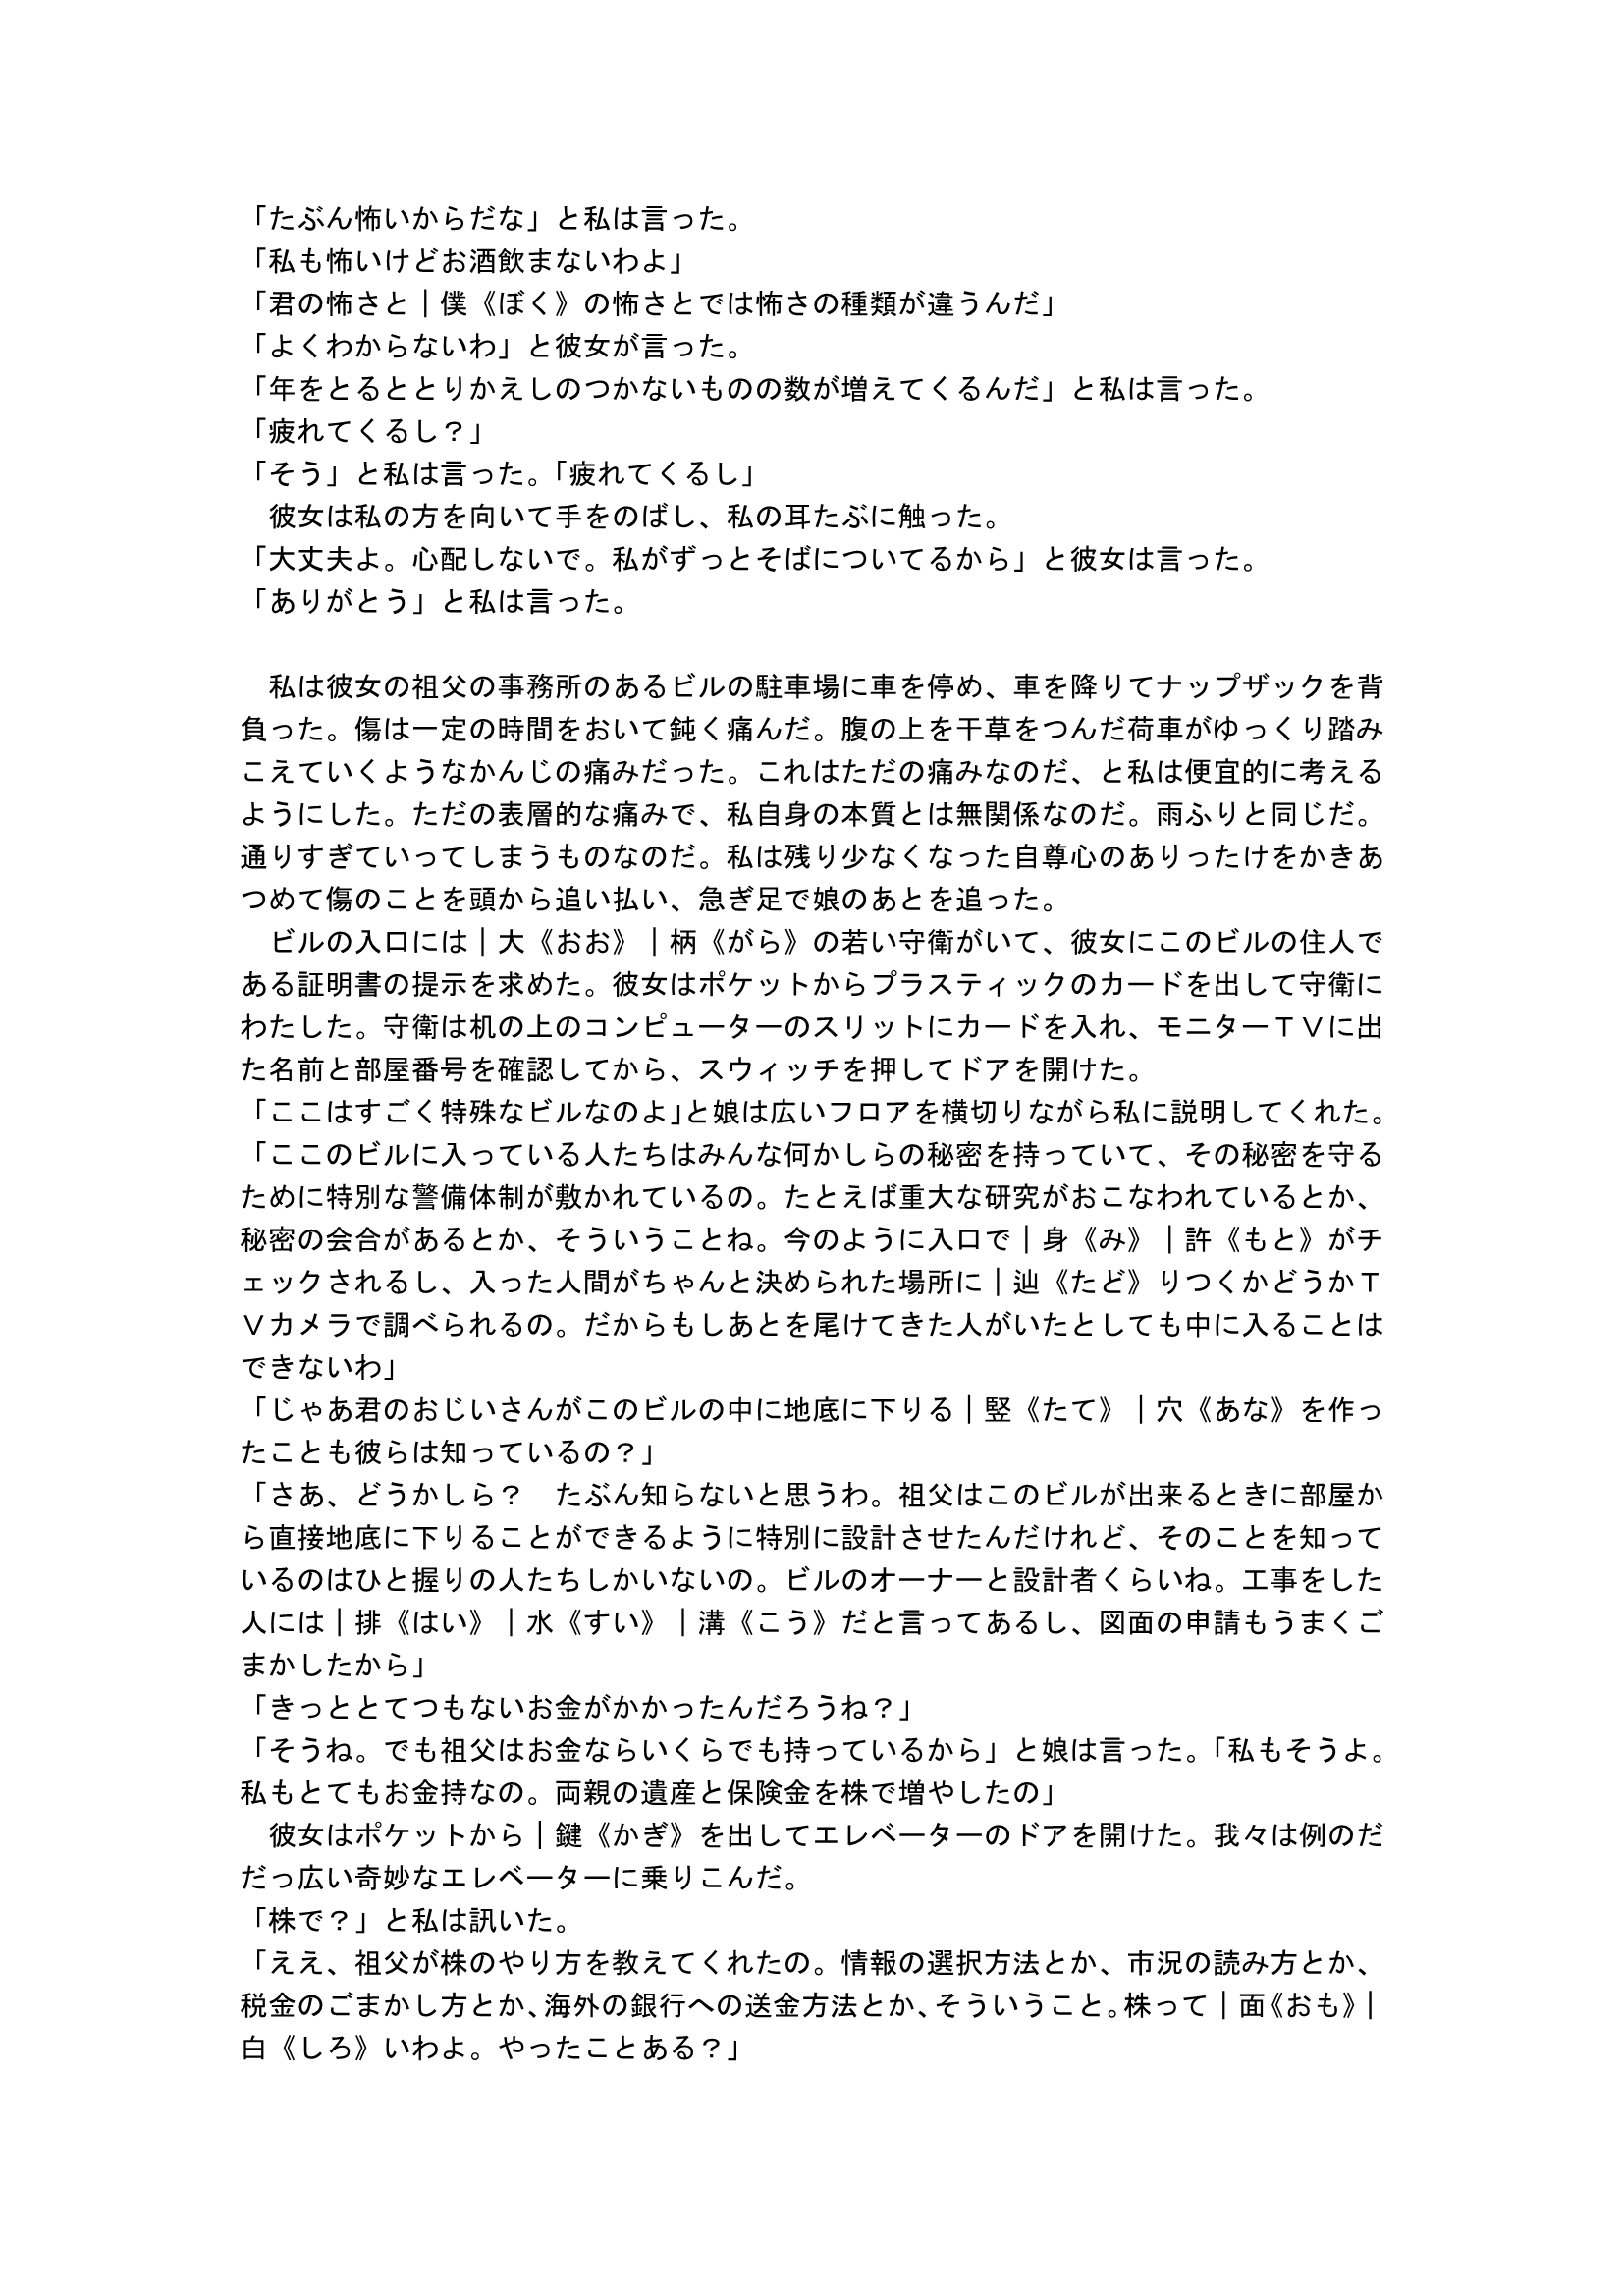 「たぶん怖いからだな」と私は言った。
「私も怖いけどお酒飲まないわよ」
「君の怖さと｜僕《ぼく》の怖さとでは怖さの種類が違うんだ」
「よくわからないわ」と彼女が言った。
「年をとるととりかえしのつかないものの数が増えてくるんだ」と私は言った。
「疲れてくるし？」
「そう」と私は言った。「疲れてくるし」
　彼女は私の方を向いて手をのばし、私の耳たぶに触った。
「大丈夫よ。心配しないで。私がずっとそばについてるから」と彼女は言った。
「ありがとう」と私は言った。

　私は彼女の祖父の事務所のあるビルの駐車場に車を停め、車を降りてナップザックを背
負った。傷は一定の時間をおいて鈍く痛んだ。腹の上を干草をつんだ荷車がゆっくり踏み
こえていくようなかんじの痛みだった。これはただの痛みなのだ、と私は便宜的に考える
ようにした。ただの表層的な痛みで、私自身の本質とは無関係なのだ。雨ふりと同じだ。
通りすぎていってしまうものなのだ。私は残り少なくなった自尊心のありったけをかきあ
つめて傷のことを頭から追い払い、急ぎ足で娘のあとを追った。
　ビルの入口には｜大《おお》｜柄《がら》の若い守衛がいて、彼女にこのビルの住人で
ある証明書の提示を求めた。彼女はポケットからプラスティックのカードを出して守衛に
わたした。守衛は机の上のコンピューターのスリットにカードを入れ、モニターＴＶに出
た名前と部屋番号を確認してから、スウィッチを押してドアを開けた。
「ここはすごく特殊なビルなのよ」と娘は広いフロアを横切りながら私に説明してくれた。
「ここのビルに入っている人たちはみんな何かしらの秘密を持っていて、その秘密を守る
ために特別な警備体制が敷かれているの。たとえば重大な研究がおこなわれているとか、
秘密の会合があるとか、そういうことね。今のように入口で｜身《み》｜許《もと》がチ
ェックされるし、入った人間がちゃんと決められた場所に｜辿《たど》りつくかどうかＴ
Ｖカメラで調べられるの。だからもしあとを尾けてきた人がいたとしても中に入ることは
できないわ」
「じゃあ君のおじいさんがこのビルの中に地底に下りる｜竪《たて》｜穴《あな》を作っ
たことも彼らは知っているの？」
「さあ、どうかしら？　たぶん知らないと思うわ。祖父はこのビルが出来るときに部屋か
ら直接地底に下りることができるように特別に設計させたんだけれど、そのことを知って
いるのはひと握りの人たちしかいないの。ビルのオーナーと設計者くらいね。工事をした
人には｜排《はい》｜水《すい》｜溝《こう》だと言ってあるし、図面の申請もうまくご
まかしたから」
「きっととてつもないお金がかかったんだろうね？」
「そうね。でも祖父はお金ならいくらでも持っているから」と娘は言った。「私もそうよ。
私もとてもお金持なの。両親の遺産と保険金を株で増やしたの」
　彼女はポケットから｜鍵《かぎ》を出してエレベーターのドアを開けた。我々は例のだ
だっ広い奇妙なエレベーターに乗りこんだ。
「株で？」と私は訊いた。
「ええ、祖父が株のやり方を教えてくれたの。情報の選択方法とか、市況の読み方とか、
税金のごまかし方とか、海外の銀行への送金方法とか、そういうこと。株って｜面《おも》｜
白《しろ》いわよ。やったことある？」